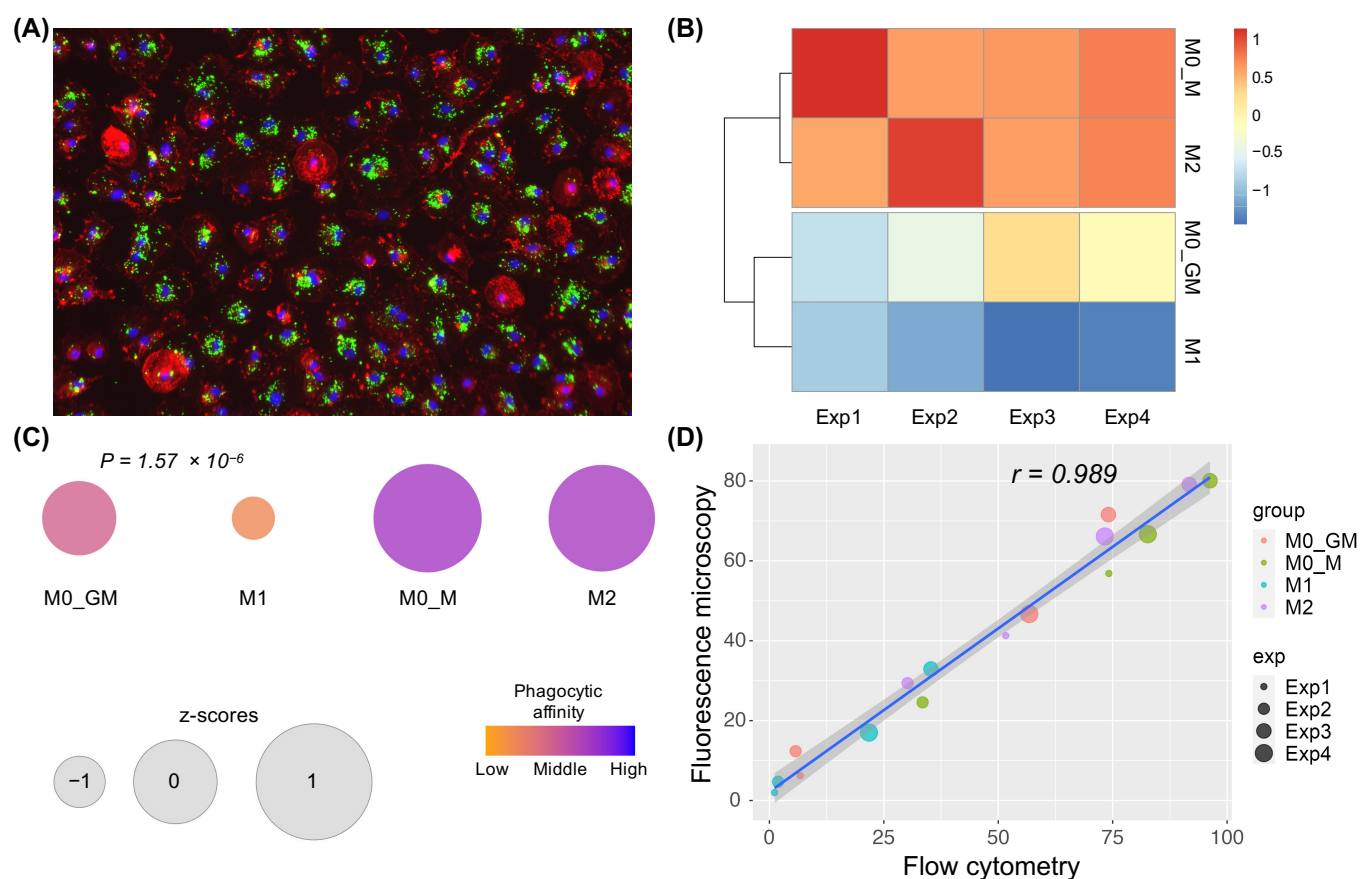 (A)
(B)
M0_M
M2
M0_GM
M1
1
0.5
0
−0.5
−1
Exp1 Exp2 Exp3 Exp4
(C)
P = 1.57 × 10⁻⁶
M0_GM M1 M0_M M2
z-scores
−1 0 1
Phagocytic
affinity
Low Middle High
(D)
r = 0.989
Fluorescence microscopy
80
60
40
20
0
0 25 50 75 100
Flow cytometry
group
M0_GM
M0_M
M1
M2
exp
Exp1
Exp2
Exp3
Exp4